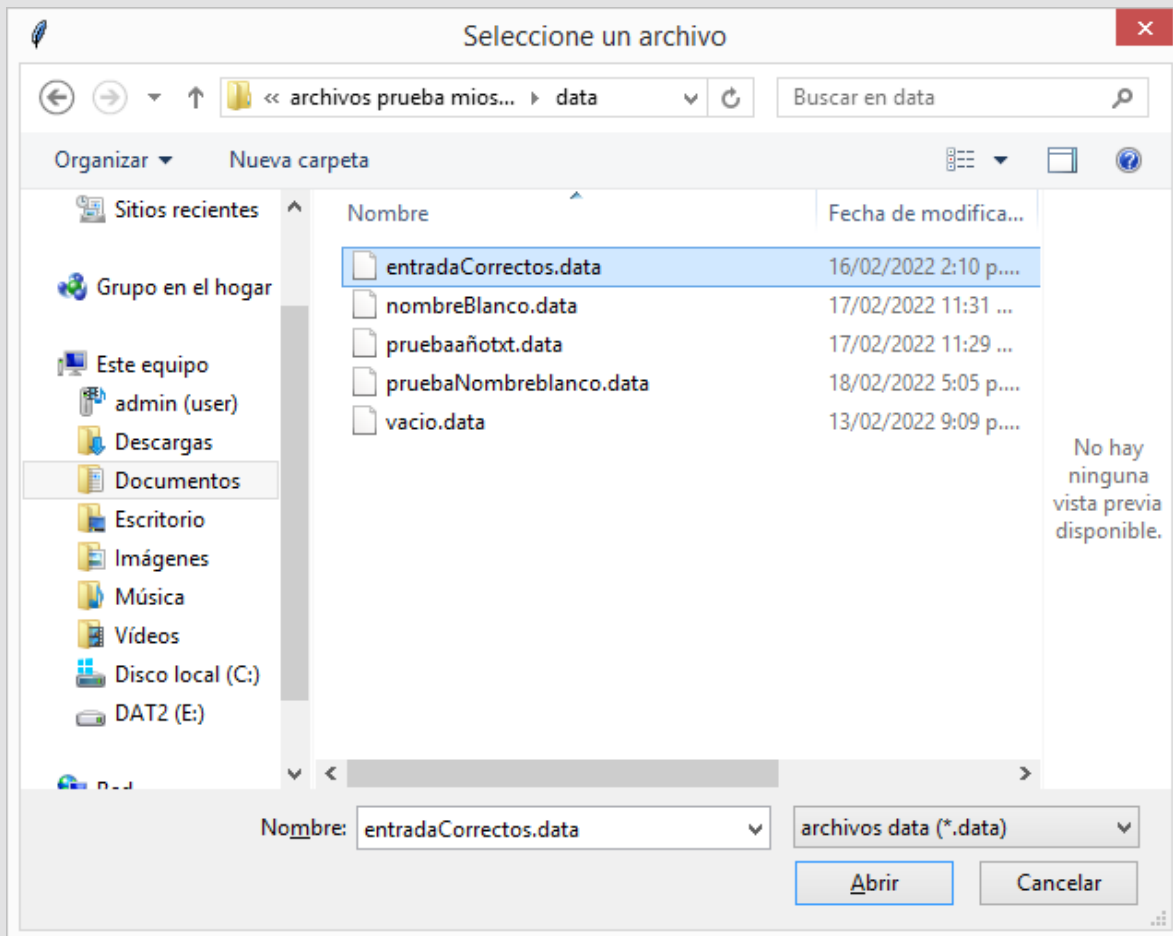 Seleccione un archivo
« archivos prueba mios... data
Buscar en data
Organizar
Nueva carpeta
Sitios recientes
Grupo en el hogar
Este equipo
admin (user)
Descargas
Documentos
Escritorio
Imágenes
Música
Vídeos
Disco local (C:)
DAT2 (E:)
Nombre Fecha de modifica...
entradaCorrectos.data 16/02/2022 2:10 p....
nombreBlanco.data 17/02/2022 11:31 ...
pruebaañotxt.data 17/02/2022 11:29 ...
pruebaNombreblanco.data 18/02/2022 5:05 p....
vacio.data 13/02/2022 9:09 p....
No hay
ninguna
vista previa
disponible.
Nombre: entradaCorrectos.data
archivos data (*.data)
Abrir
Cancelar